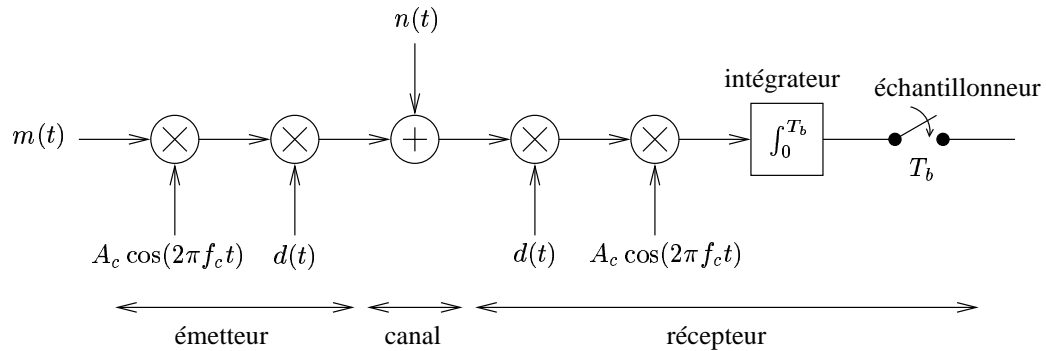 n(t)
intégrateur
échantillonneur
m(t)
×
×
+
×
×
∫₀^{T_b}
T_b
A_c cos(2πf_c t)
d(t)
d(t)
A_c cos(2πf_c t)
émetteur
canal
récepteur